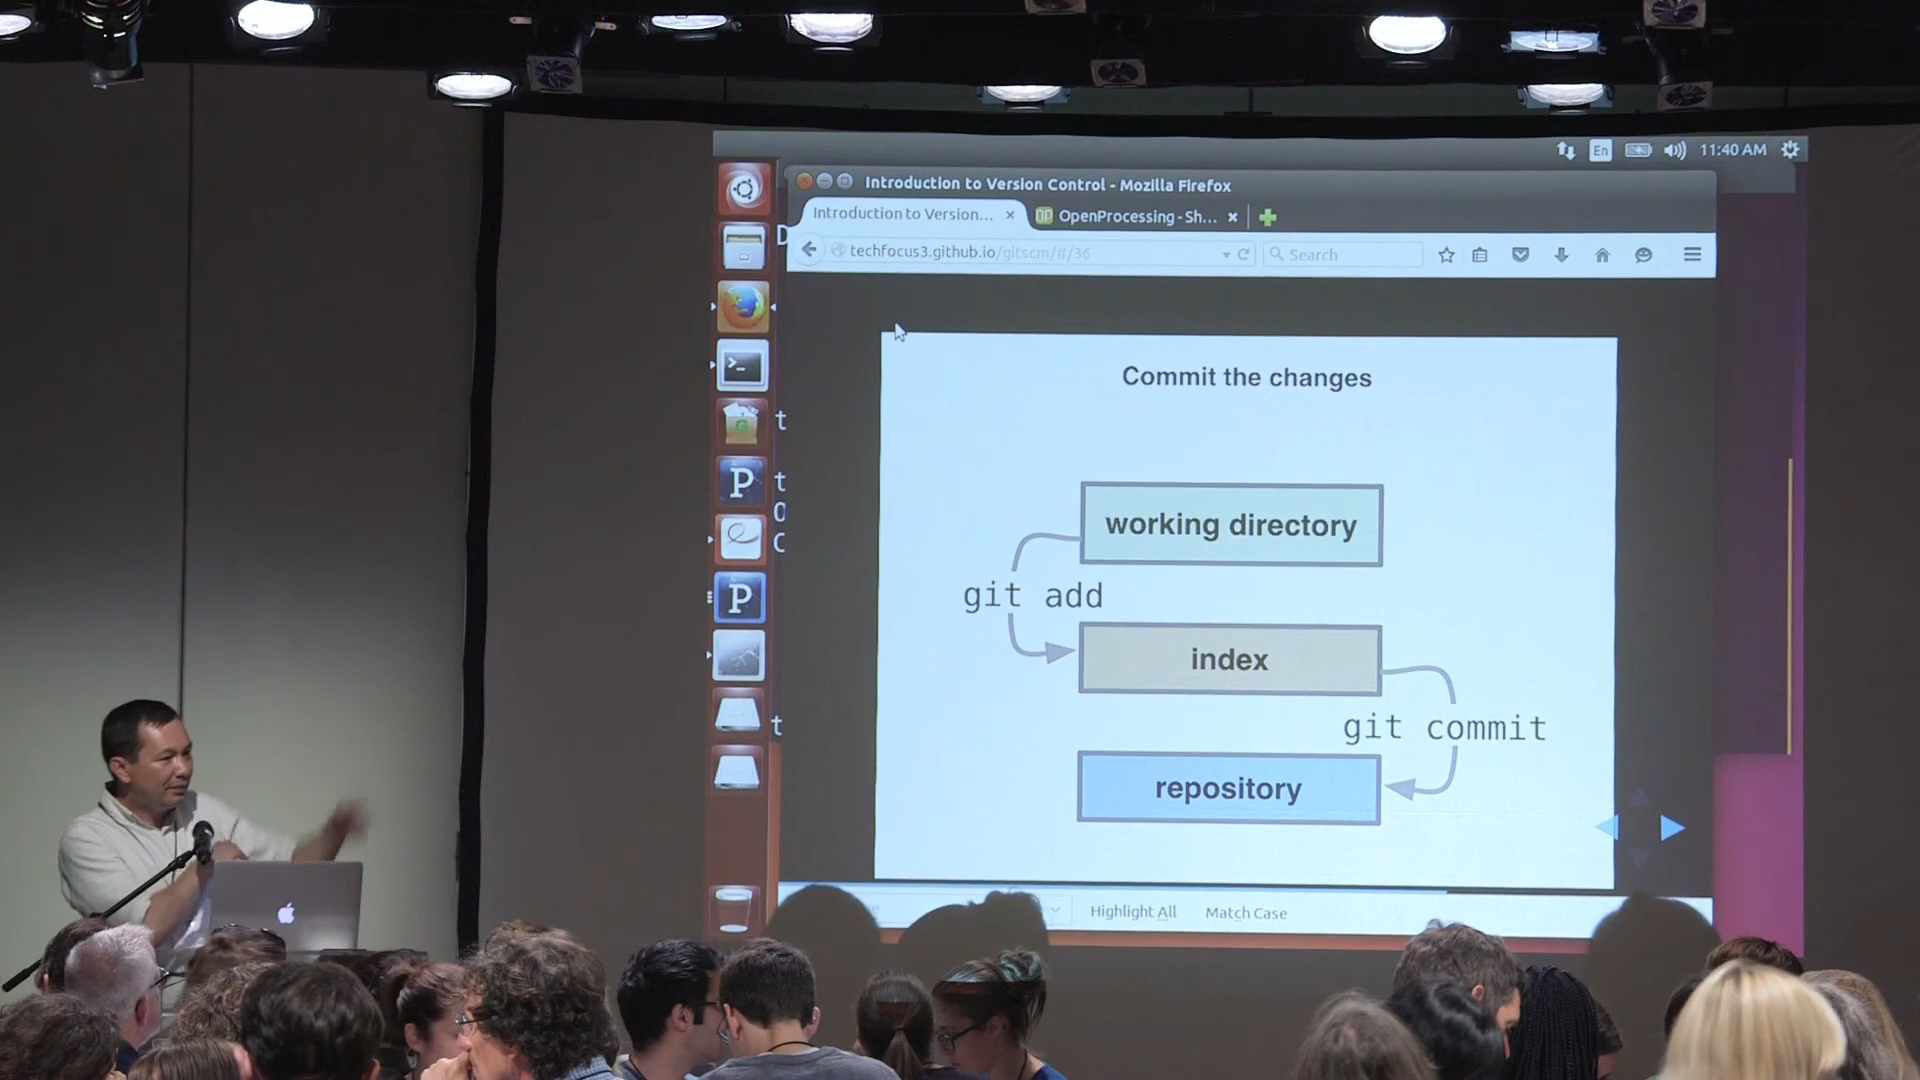 En
11:40 AM
Introduction to Version Control - Mozilla Firefox
Introduction to Version...
OpenProcessing - Sh...
techfocus3.github.io/gitscm/#/36
Search
Commit the changes
working directory
git add
index
git commit
repository
Highlight All
Match Case